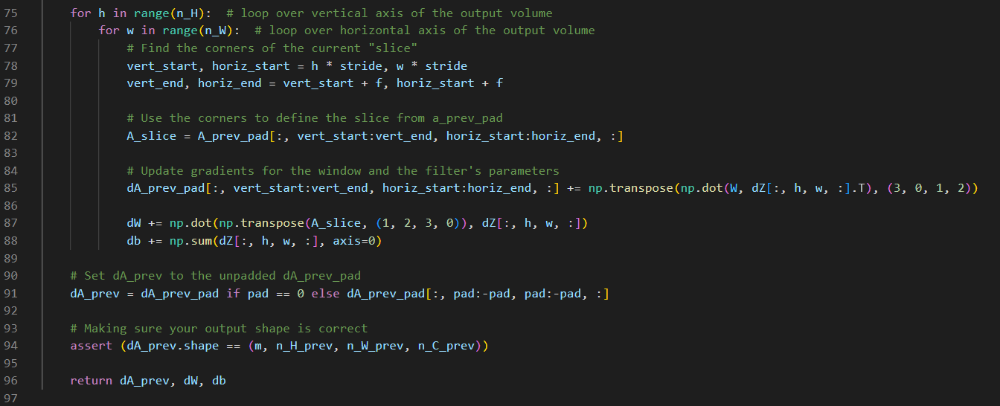 75 for h in range(n_H):  # loop over vertical axis of the output volume
76     for w in range(n_W):  # loop over horizontal axis of the output volume
77         # Find the corners of the current "slice"
78         vert_start, horiz_start = h * stride, w * stride
79         vert_end, horiz_end = vert_start + f, horiz_start + f
80
81         # Use the corners to define the slice from a_prev_pad
82         A_slice = A_prev_pad[:, vert_start:vert_end, horiz_start:horiz_end, :]
83
84         # Update gradients for the window and the filter's parameters
85         dA_prev_pad[:, vert_start:vert_end, horiz_start:horiz_end, :] += np.transpose(np.dot(W, dZ[:, h, w, :].T), (3, 0, 1, 2))
86
87         dW += np.dot(np.transpose(A_slice, (1, 2, 3, 0)), dZ[:, h, w, :])
88         db += np.sum(dZ[:, h, w, :], axis=0)
89
90 # Set dA_prev to the unpadded dA_prev_pad
91 dA_prev = dA_prev_pad if pad == 0 else dA_prev_pad[:, pad:-pad, pad:-pad, :]
92
93 # Making sure your output shape is correct
94 assert (dA_prev.shape == (m, n_H_prev, n_W_prev, n_C_prev))
95
96 return dA_prev, dW, db
97